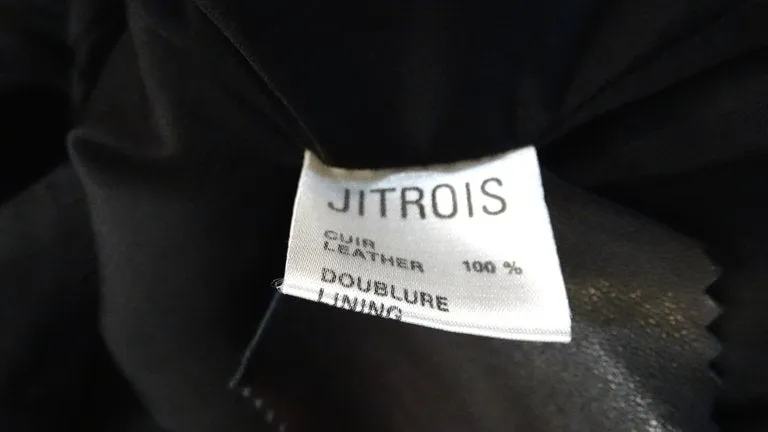 JITROIS
CUIR
LEATHER 100 %
DOUBLURE
LINING